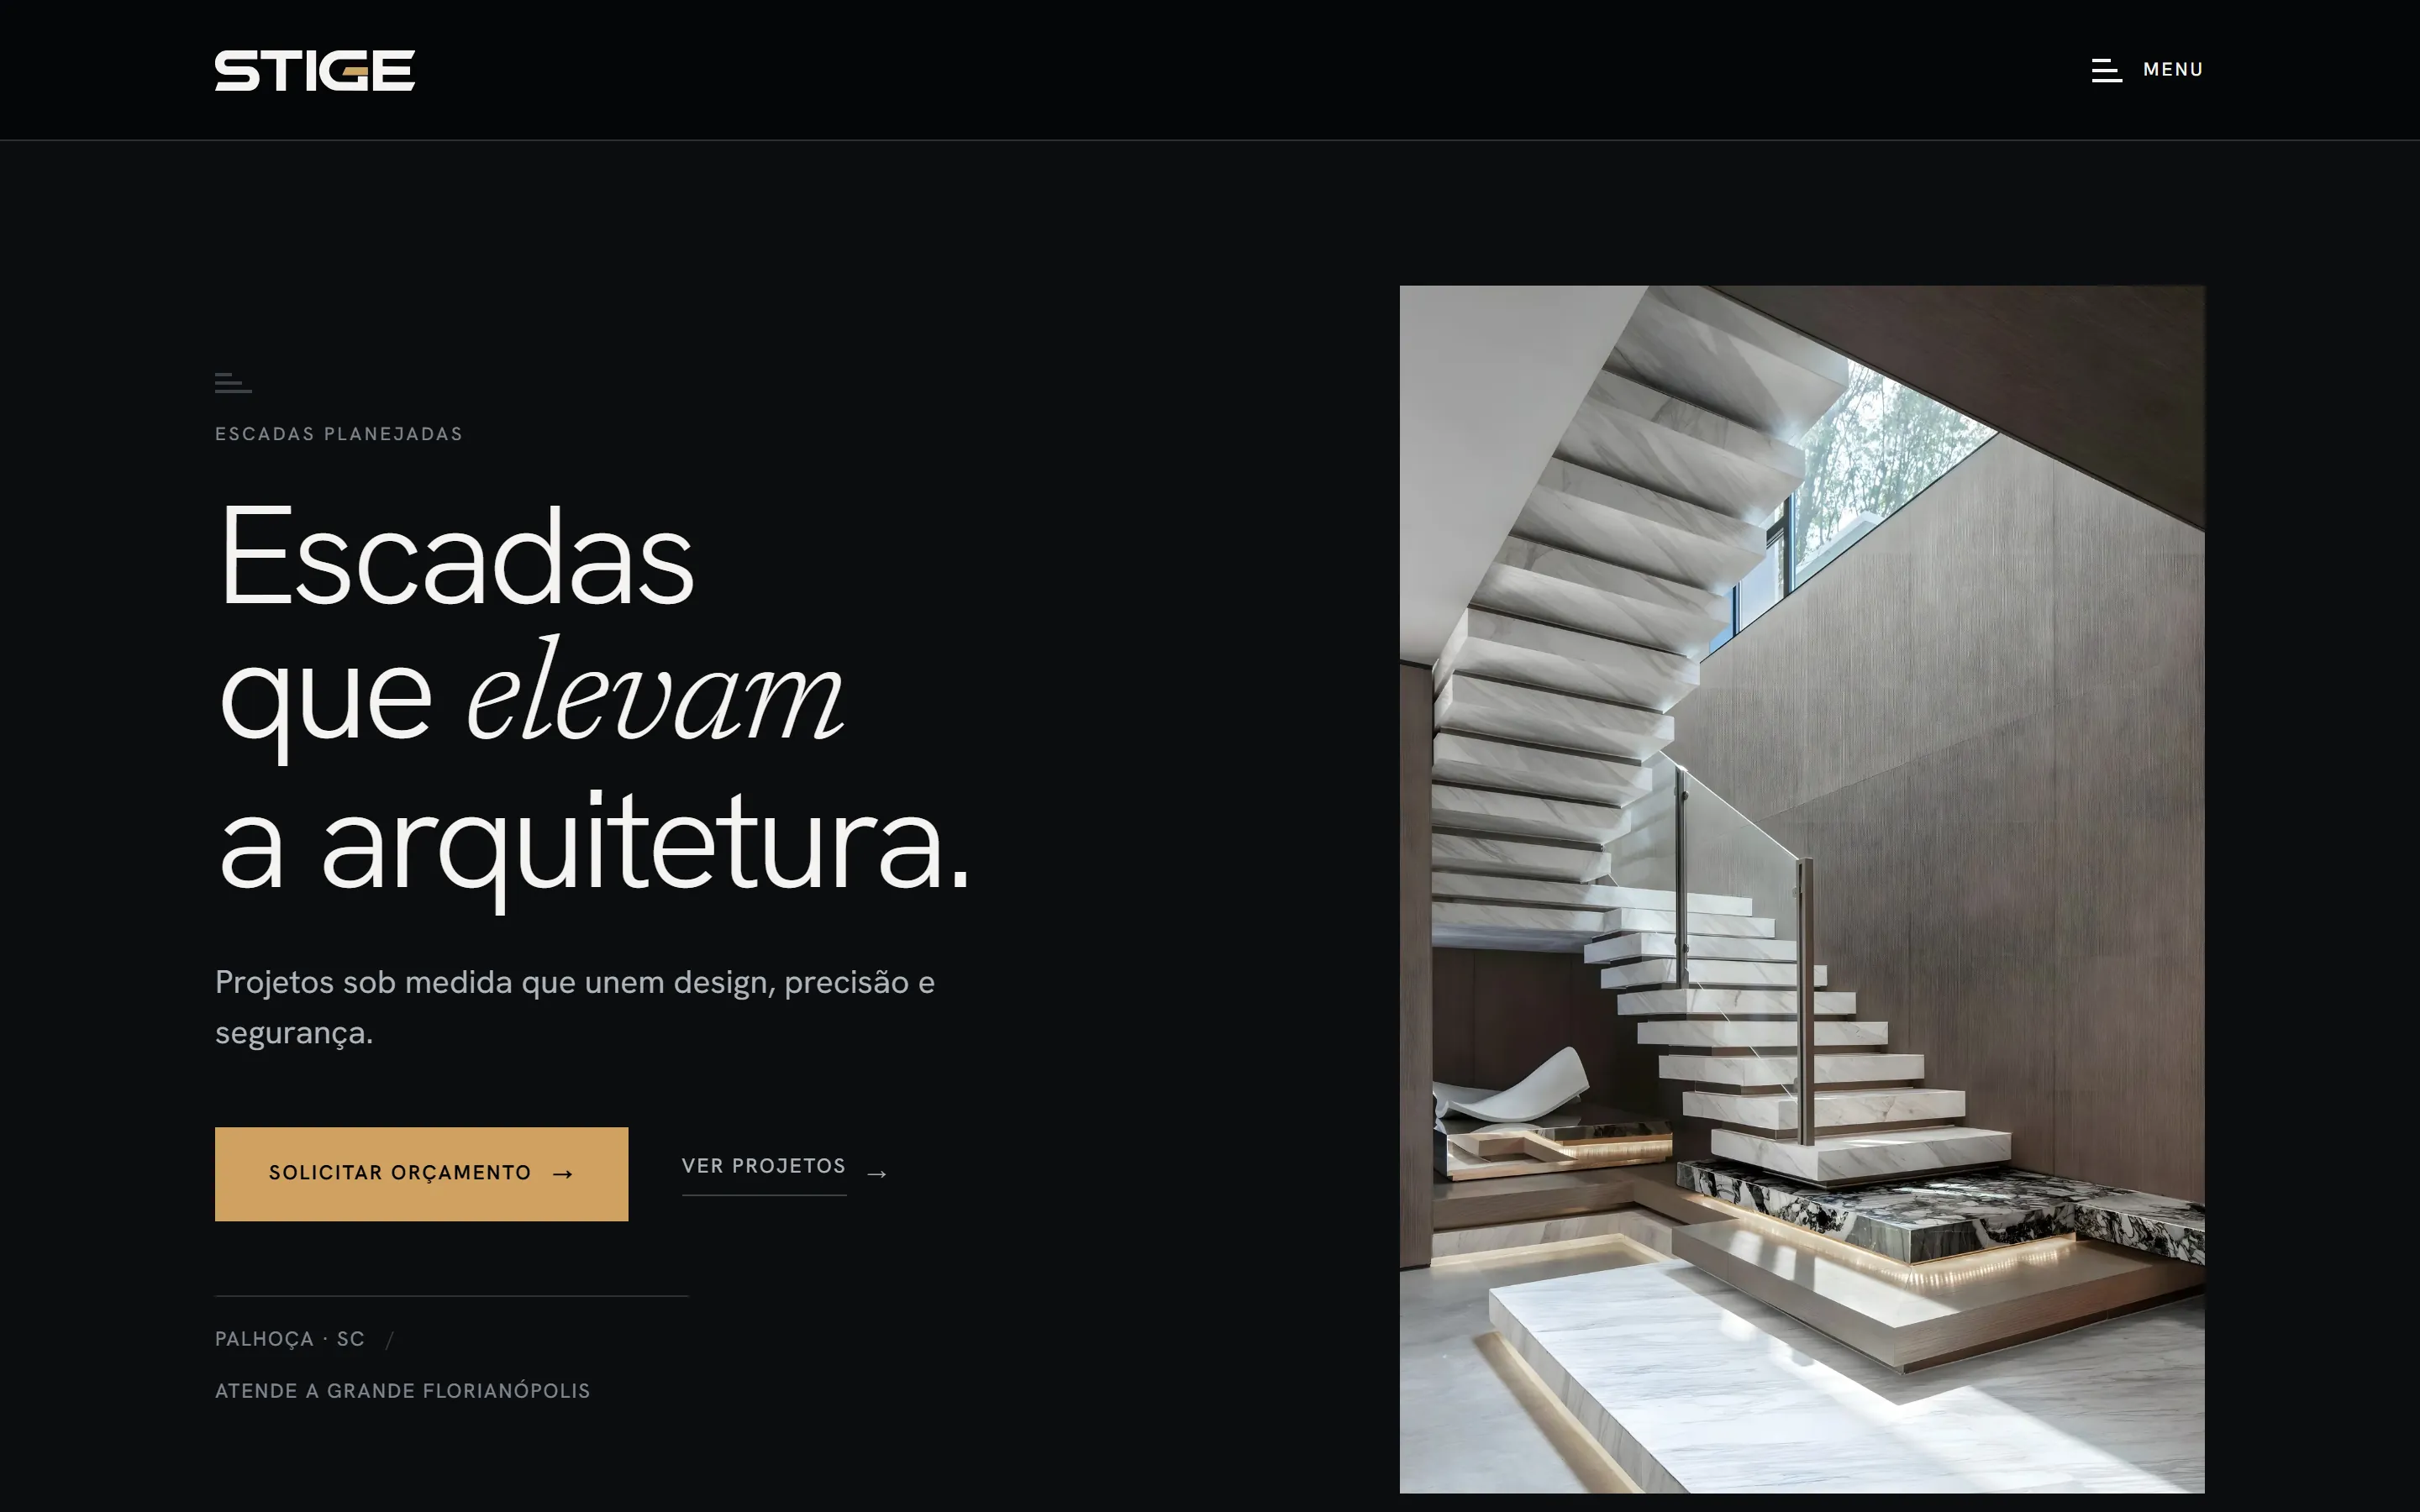 STIGE
MENU
ESCADAS PLANEJADAS
Escadas
que elevam
a arquitetura.
Projetos sob medida que unem design, precisão e
segurança.
SOLICITAR ORÇAMENTO →
VER PROJETOS →
PALHOÇA · SC /
ATENDE A GRANDE FLORIANÓPOLIS